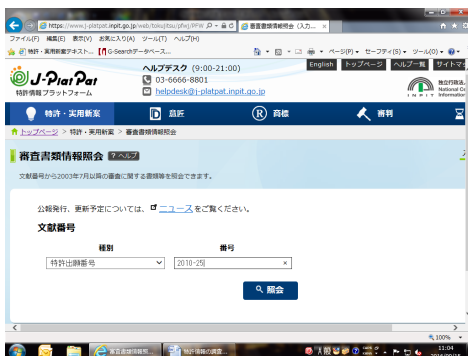 https://www.j-platpat.inpit.go.jp/web/tokujitsu/pfwj/PFW
審査書類情報照会（入力...
ファイル(F) 編集(E) 表示(V) お気に入り(A) ツール(T) ヘルプ(H)
特許・実用新案テキスト... G-Searchデータベース...
ページ(P) セーフティ(S) ツール(O)
J-PlatPat
特許情報プラットフォーム
ヘルプデスク (9:00-21:00)
03-6666-8801
helpdesk@j-platpat.inpit.go.jp
English トップページ ヘルプ一覧 サイトマッ
独立行政法人
National Ce
Information
INPIT
特許・実用新案 意匠 商標 審判
トップページ > 特許・実用新案 > 審査書類情報照会
審査書類情報照会 ? ヘルプ
文献番号から2003年7月以降の審査に関する書類等を照会できます。
公報発行、更新予定については、 ニュースをご覧ください。
文献番号
種別 番号
特許出願番号 2010-25 ×
照会
100%
審査書類情報照... 特許情報の調査...
11:04